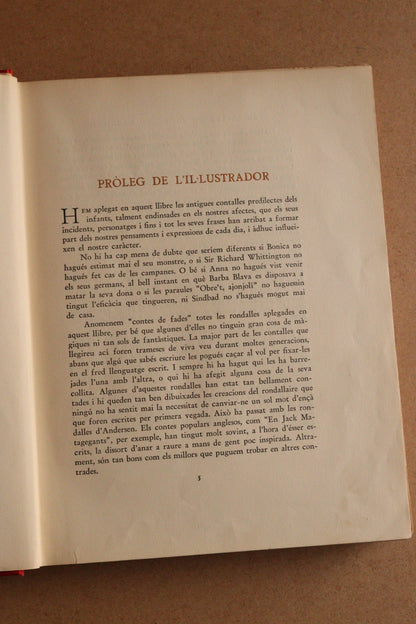 PRÒLEG DE L'IL·LUSTRADOR
HEM aplegat en aquest llibre les antigues contalles predilectes dels
infants, talment endinsades en els nostres afectes, que els seus
incidents, personatges i fins i tot les seves frases han arribat a formar
part dels nostres pensaments i expressions de cada dia, i àdhuc influei-
xen el nostre caràcter.
No hi ha cap mena de dubte que seríem diferents si Bonica no
hagués estimat mai el seu monstre, o si Sir Richard Whittington no
hagués fet cas de les campanes. O bé si Anna no hagués vist venir
els seus germans, al bell instant en què Barba Blava es disposava a
matar la seva dona o si les paraules "Obre't, ajonjolí" no haguessin
tingut l'eficàcia que tingueren, ni Sindbad no s'hagués mogut mai
de casa.
Anomenem "contes de fades" totes les rondalles aplegades en
aquest llibre, per bé que algunes d'elles no tinguin gran cosa de mà-
giques ni tan sols de fantàstiques. La major part de les contalles que
llegireu ací foren trameses de viva veu durant moltes generacions,
abans que algú que sabés escriure les pogués caçar al vol per fixar-les
en el fred llenguatge escrit. I sempre hi ha hagut qui les ha barre-
jades l'una amb l'altra, o qui hi ha afegit alguna cosa de la seva
collita. Algunes d'aquestes rondalles han estat tan bellament con-
tades i hi queden tan ben dibuixades les creacions del rondallaire que
ningú no ha sentit mai la necessitat de canviar-ne un sol mot d'ençà
que foren escrites per primera vegada. Això ha passat amb les ron-
dalles d'Andersen. Els contes populars anglesos, com "En Jack Ma-
tagegants", per exemple, han tingut molt sovint, a l'hora d'ésser es-
crits, la dissort d'anar a raure a mans de gent poc inspirada. Altra-
ment, són tan bons com els millors que puguem trobar en altres con-
trades.
5